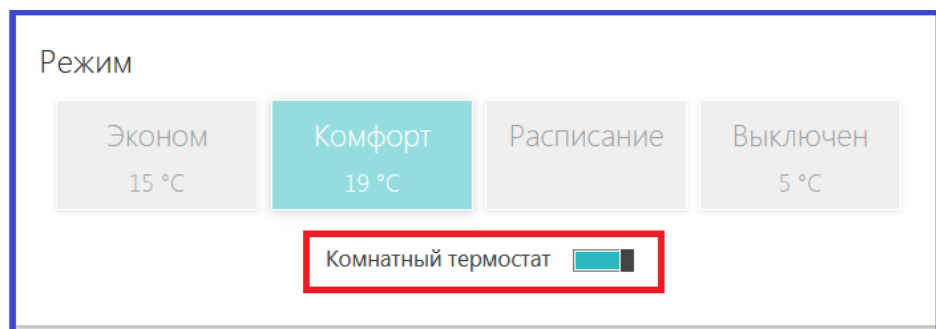 Режим
Эконом Комфорт Расписание Выключен
15 °C 19 °C 5 °C
Комнатный термостат